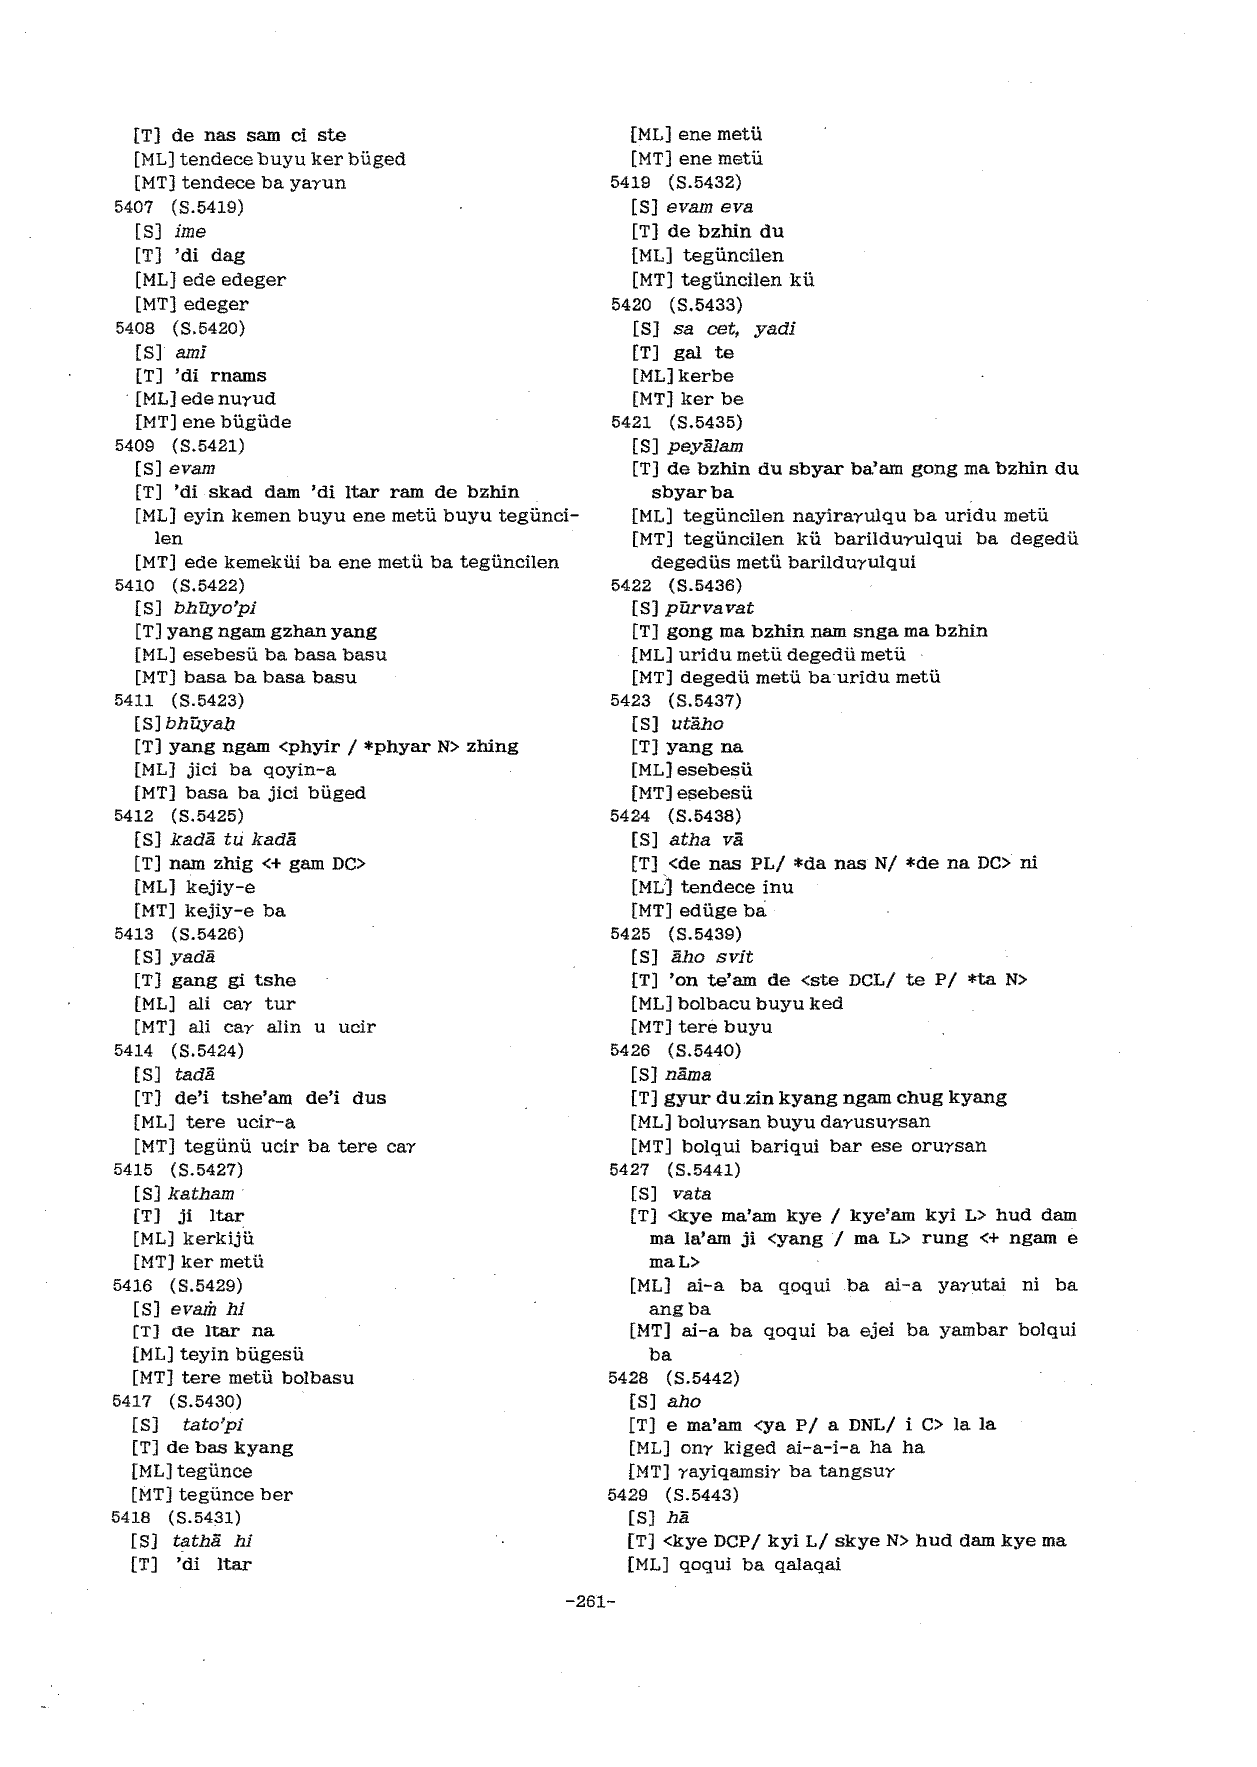 [T] de nas sam ci ste
[ML] tendece buyu ker büged
[MT] tendece ba yaγun
5407 (S.5419)
[S] ime
[T] 'di dag
[ML] ede edeger
[MT] edeger
5408 (S.5420)
[S] amī
[T] 'di rnams
[ML] ede nuγud
[MT] ene bügüde
5409 (S.5421)
[S] evam
[T] 'di skad dam 'di ltar ram de bzhin
[ML] eyin kemen buyu ene metü buyu tegünci-
len
[MT] ede kemeküi ba ene metü ba tegüncilen
5410 (S.5422)
[S] bhūyo'pi
[T] yang ngam gzhan yang
[ML] esebesü ba basa basu
[MT] basa ba basa basu
5411 (S.5423)
[S] bhūyaḥ
[T] yang ngam <phyir / *phyar N> zhing
[ML] jici ba qoyin-a
[MT] basa ba jici büged
5412 (S.5425)
[S] kadā tu kadā
[T] nam zhig <+ gam DC>
[ML] kejiy-e
[MT] kejiy-e ba
5413 (S.5426)
[S] yadā
[T] gang gi tshe
[ML] ali caγ tur
[MT] ali caγ alin u ucir
5414 (S.5424)
[S] tadā
[T] de'i tshe'am de'i dus
[ML] tere ucir-a
[MT] tegünü ucir ba tere caγ
5415 (S.5427)
[S] katham
[T] ji ltar
[ML] kerkijü
[MT] ker metü
5416 (S.5429)
[S] evaṁ hi
[T] de ltar na
[ML] teyin bügesü
[MT] tere metü bolbasu
5417 (S.5430)
[S] tato'pi
[T] de bas kyang
[ML] tegünce
[MT] tegünce ber
5418 (S.5431)
[S] tathā hi
[T] 'di ltar
[ML] ene metü
[MT] ene metü
5419 (S.5432)
[S] evam eva
[T] de bzhin du
[ML] tegüncilen
[MT] tegüncilen kü
5420 (S.5433)
[S] sa cet, yadi
[T] gal te
[ML] kerbe
[MT] ker be
5421 (S.5435)
[S] peyālam
[T] de bzhin du sbyar ba'am gong ma bzhin du
sbyar ba
[ML] tegüncilen nayiraγulqu ba uridu metü
[MT] tegüncilen kü barilduγulqui ba degedü
degedüs metü barilduγulqui
5422 (S.5436)
[S] pūrvavat
[T] gong ma bzhin nam snga ma bzhin
[ML] uridu metü degedü metü
[MT] degedü metü ba uridu metü
5423 (S.5437)
[S] utāho
[T] yang na
[ML] esebesü
[MT] esebesü
5424 (S.5438)
[S] atha vā
[T] <de nas PL/ *da nas N/ *de na DC> ni
[ML] tendece inu
[MT] edüge ba
5425 (S.5439)
[S] āho svit
[T] 'on te'am de <ste DCL/ te P/ *ta N>
[ML] bolbacu buyu ked
[MT] tere buyu
5426 (S.5440)
[S] nāma
[T] gyur du zin kyang ngam chug kyang
[ML] boluγsan buyu daγusuγsan
[MT] bolqui bariqui bar ese oruγsan
5427 (S.5441)
[S] vata
[T] <kye ma'am kye / kye'am kyi L> hud dam
ma la'am ji <yang / ma L> rung <+ ngam e
ma L>
[ML] ai-a ba qoqui ba ai-a yaγutai ni ba
ang ba
[MT] ai-a ba qoqui ba ejei ba yambar bolqui
ba
5428 (S.5442)
[S] aho
[T] e ma'am <ya P/ a DNL/ i C> la la
[ML] onγ kiged ai-a-i-a ha ha
[MT] γayiqamsiγ ba tangsuγ
5429 (S.5443)
[S] hā
[T] <kye DCP/ kyi L/ skye N> hud dam kye ma
[ML] qoqui ba qalaqai
-261-